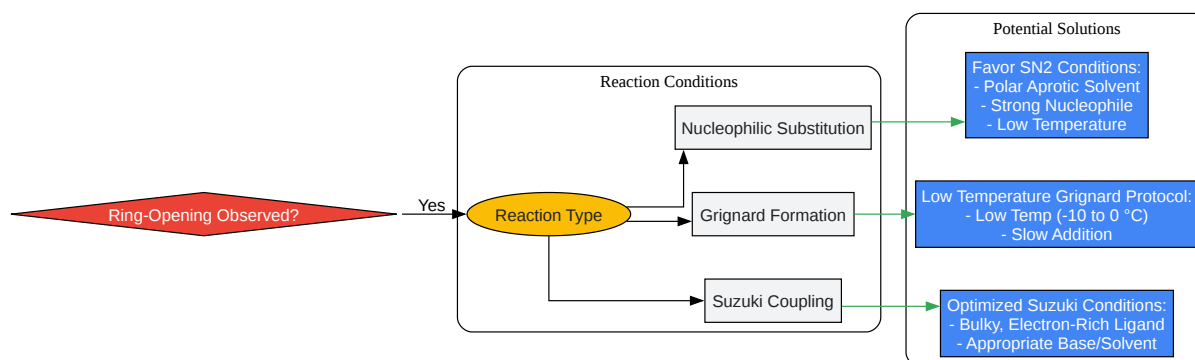 Potential Solutions
Favor SN2 Conditions:
- Polar Aprotic Solvent
- Strong Nucleophile
- Low Temperature
Reaction Conditions
Nucleophilic Substitution
Ring-Opening Observed?
Yes
Reaction Type
Grignard Formation
Low Temperature Grignard Protocol:
- Low Temp (-10 to 0 °C)
- Slow Addition
Suzuki Coupling
Optimized Suzuki Conditions:
- Bulky, Electron-Rich Ligand
- Appropriate Base/Solvent